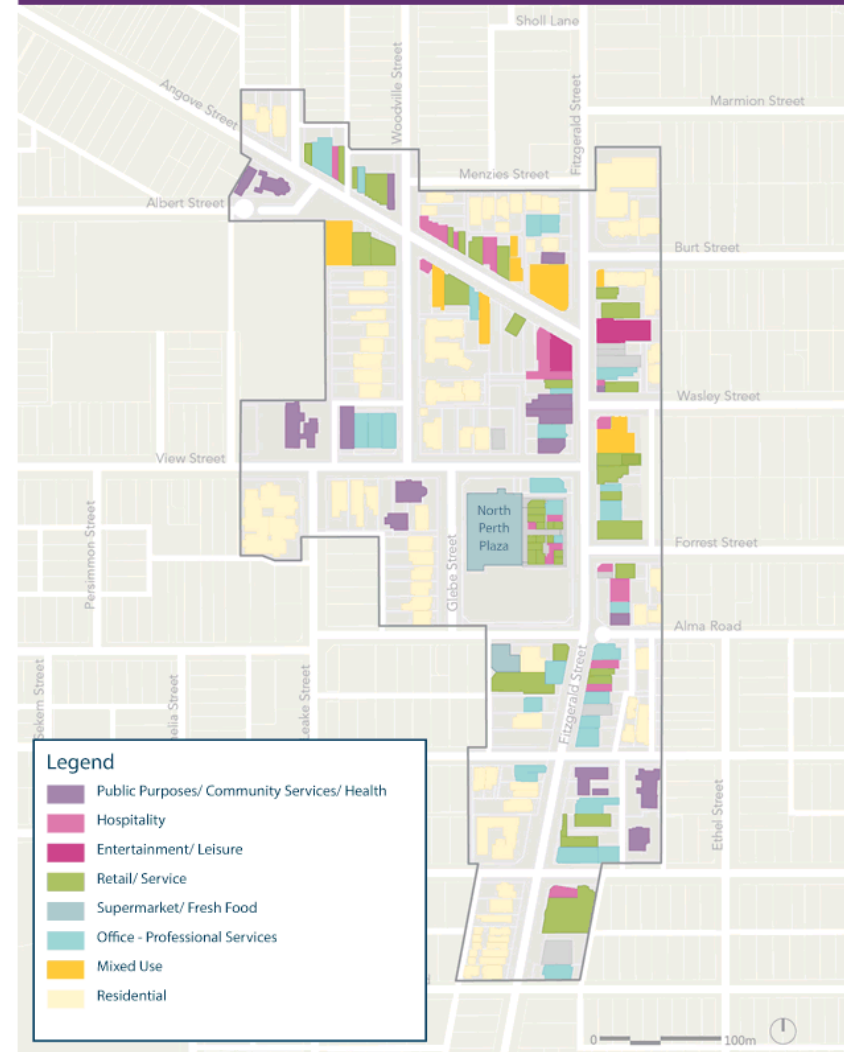 Sholl Lane
Angove Street
Woodville Street
Fitzgerald Street
Marmion Street
Menzies Street
Albert Street
Burt Street
Wasley Street
View Street
North
Perth
Plaza
Persimmon Street
Glebe Street
Forrest Street
Alma Road
Sekem Street
Street
Leake Street
Fitzgerald Street
Ethel Street
Legend
Public Purposes/ Community Services/ Health
Hospitality
Entertainment/ Leisure
Retail/ Service
Supermarket/ Fresh Food
Office - Professional Services
Mixed Use
Residential
0
100m